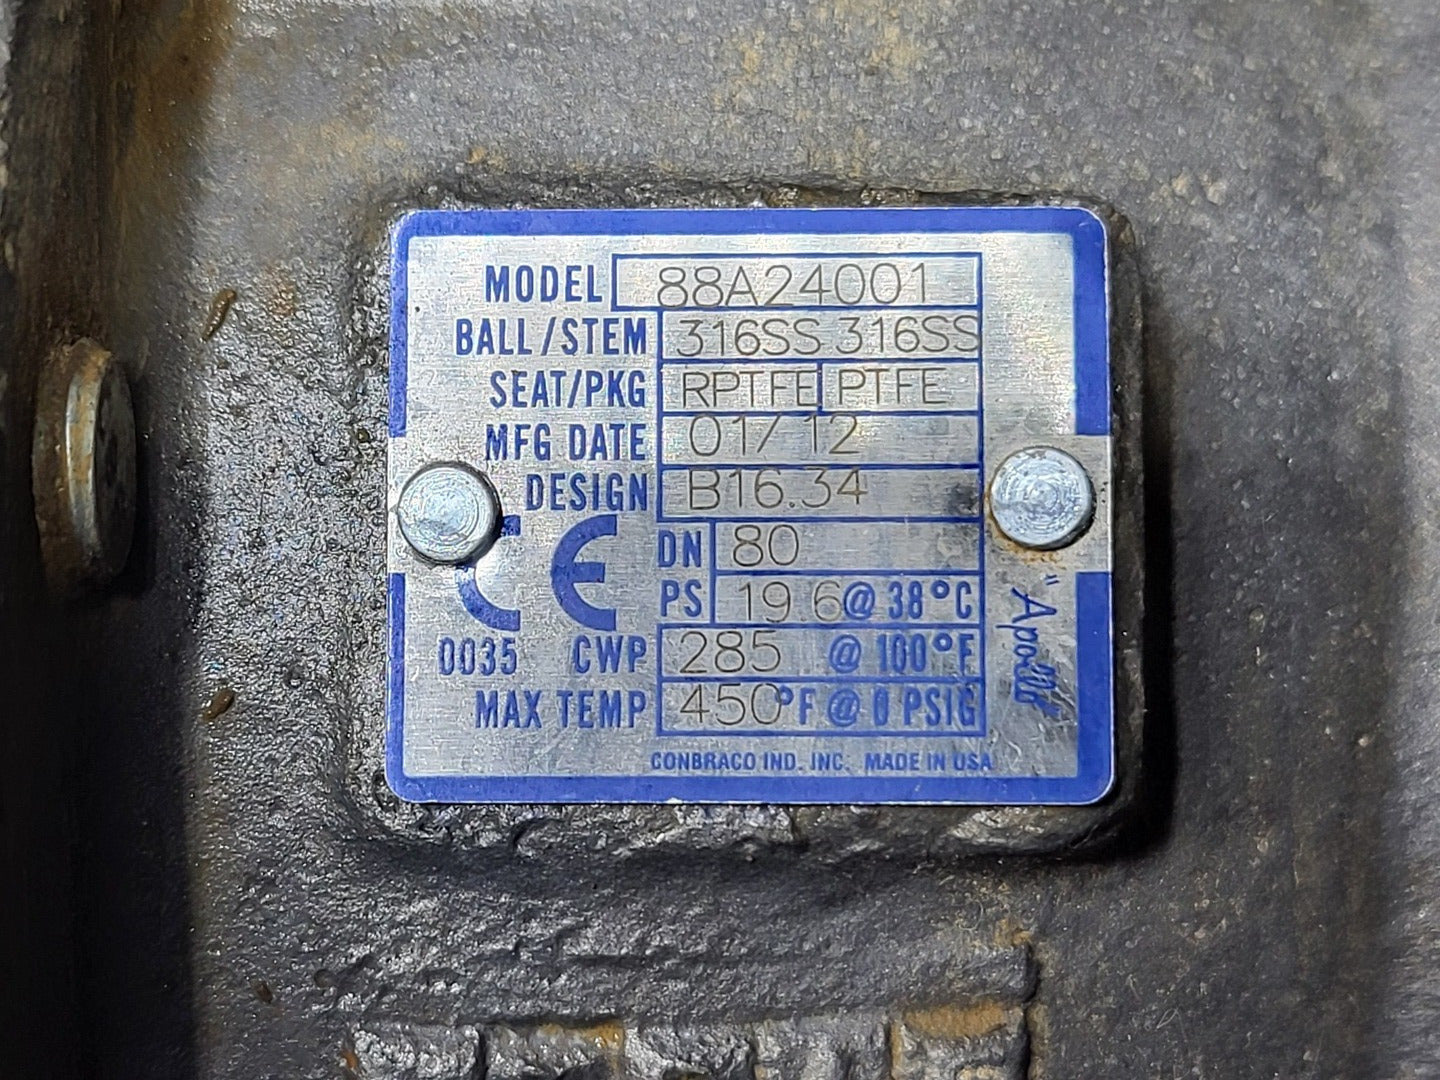 MODEL 88A24001
BALL/STEM 316SS 316SS
SEAT/PKG RPTFE PTFE
MFG DATE 01/12
DESIGN B16.34
CE DN 80
PS 19.6 @ 38°C
0035 CWP 285 @ 100°F
MAX TEMP 450°F @ 0 PSIG
CONBRACO IND. INC. MADE IN USA
"Apollo"